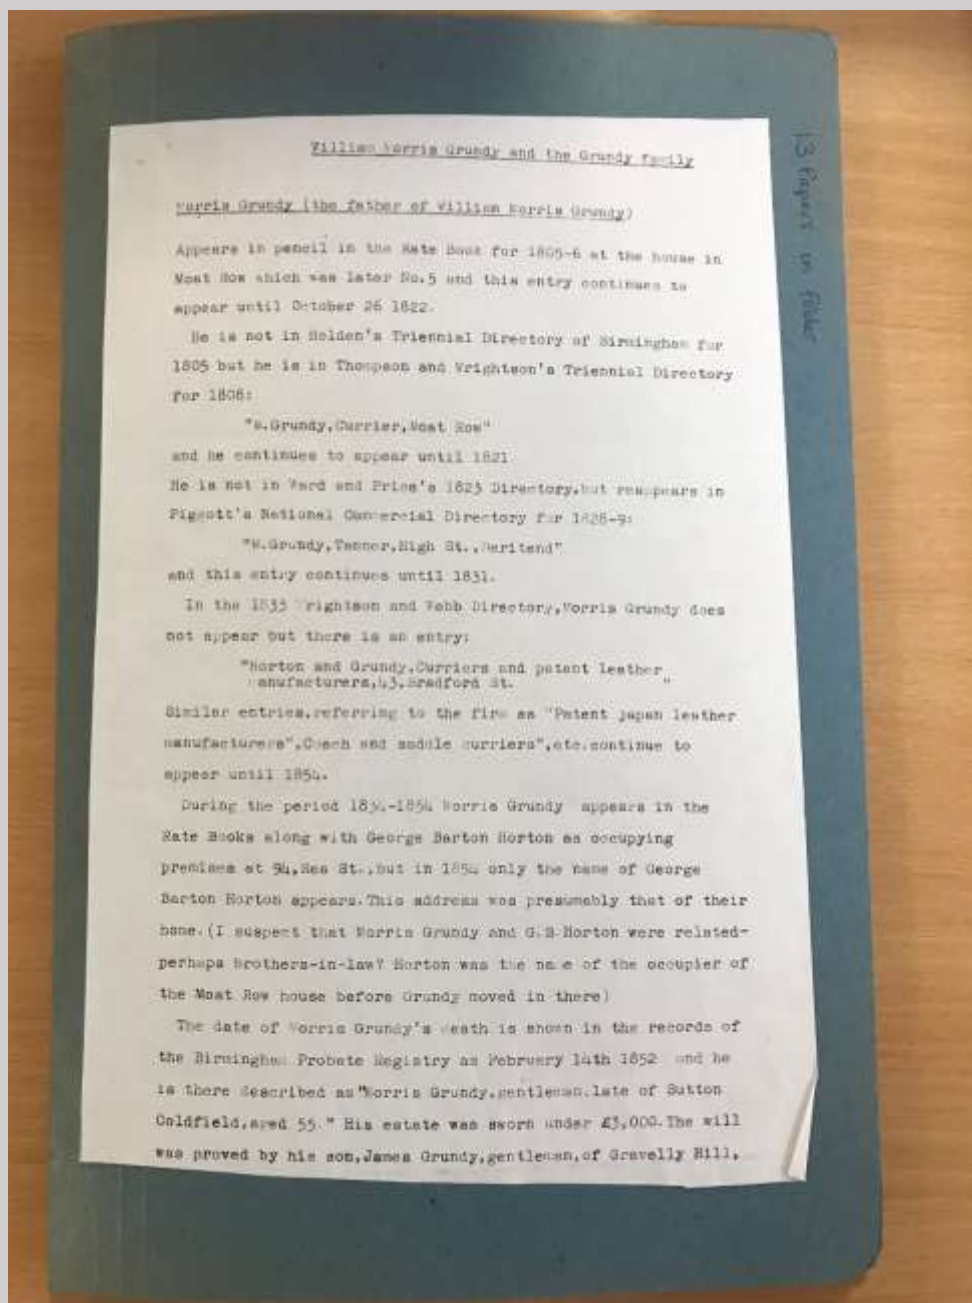 William Morris Grundy and the Grundy family
Morris Grundy (the father of William Morris Grundy)
Appears in pencil in the Rate Book for 1805-6 at the house in
Moat Row which was later No.5 and this entry continues to
appear until October 26 1822.
He is not in Holden's Triennial Directory of Birmingham for
1805 but he is in Thompson and Wrightson's Triennial Directory
for 1808:
"M.Grundy,Currier,Moat Row"
and he continues to appear until 1821
He is not in Ward and Price's 1823 Directory,but reappears in
Piggott's National Commercial Directory for 1828-9:
"M.Grundy,Tanner,High St.,Deritend"
and this entry continues until 1831.
In the 1833 Wrightson and Webb Directory,Morris Grundy does
not appear but there is an entry:
"Horton and Grundy,Curriers and patent leather
manufacturers,43,Bradford St. "
Similar entries,referring to the firm as "Patent japan leather
manufacturers",Coach and saddle curriers",etc.continue to
appear until 1854.
During the period 1834-1854 Morris Grundy appears in the
Rate Books along with George Barton Horton as occupying
premises at 94,Rea St.,but in 1854 only the name of George
Barton Horton appears.This address was presumably that of their
home.(I suspect that Morris Grundy and G.B.Horton were related-
perhaps brothers-in-law? Horton was the name of the occupier of
the Moat Row house before Grundy moved in there)
The date of Morris Grundy's death is shown in the records of
the Birmingham Probate Registry as February 14th 1852 and he
is there described as "Morris Grundy,gentleman,late of Sutton
Coldfield,aged 55." His estate was sworn under £3,000.The will
was proved by his son,James Grundy,gentleman,of Gravelly Hill,
13 pages in folder